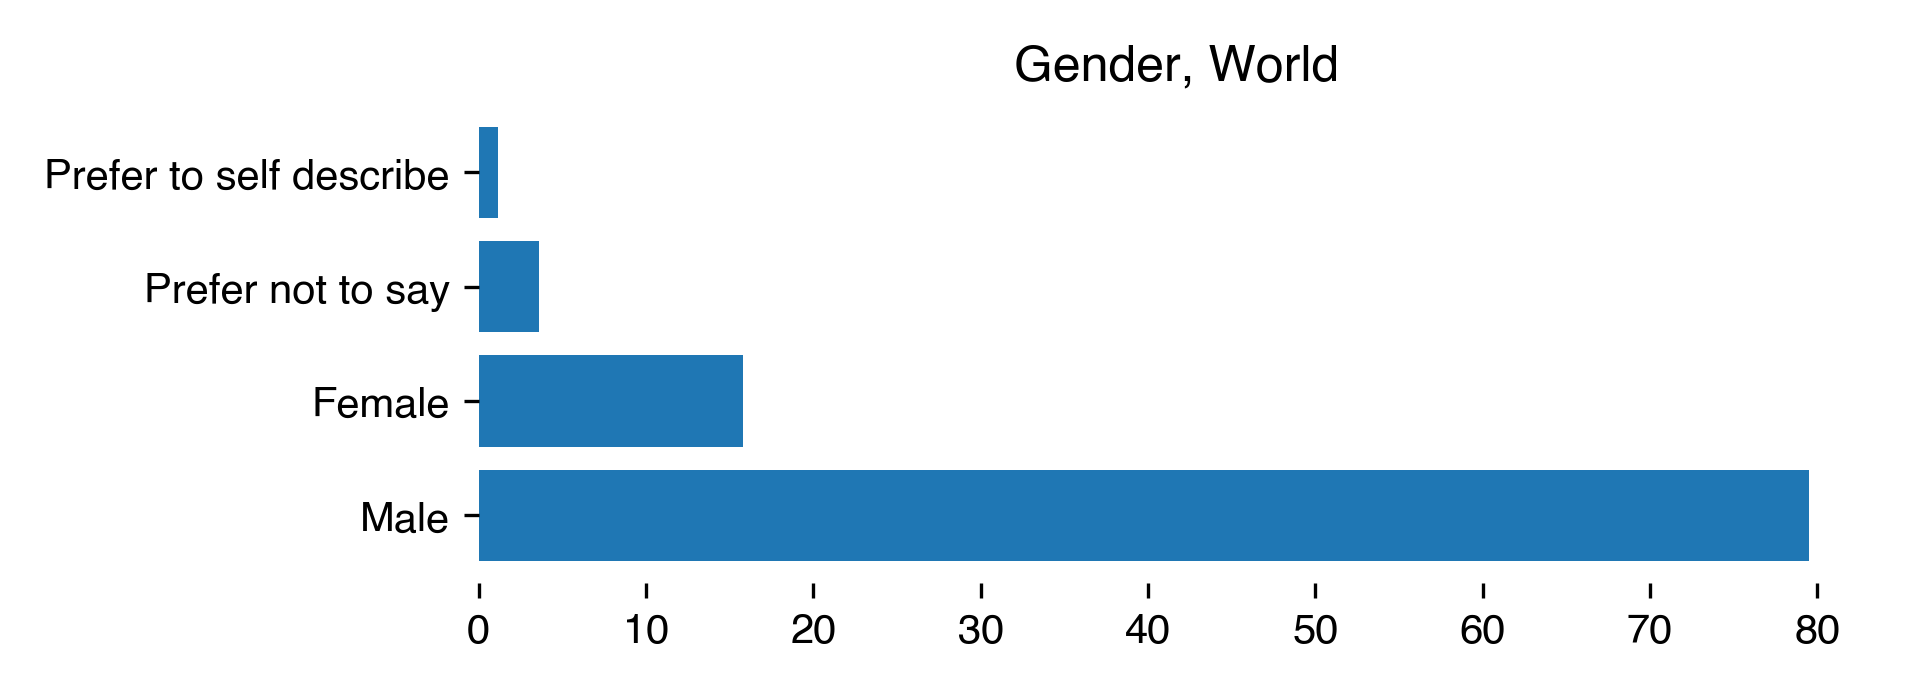 Gender, World
Prefer to self describe
Prefer not to say
Female
Male
0 10 20 30 40 50 60 70 80